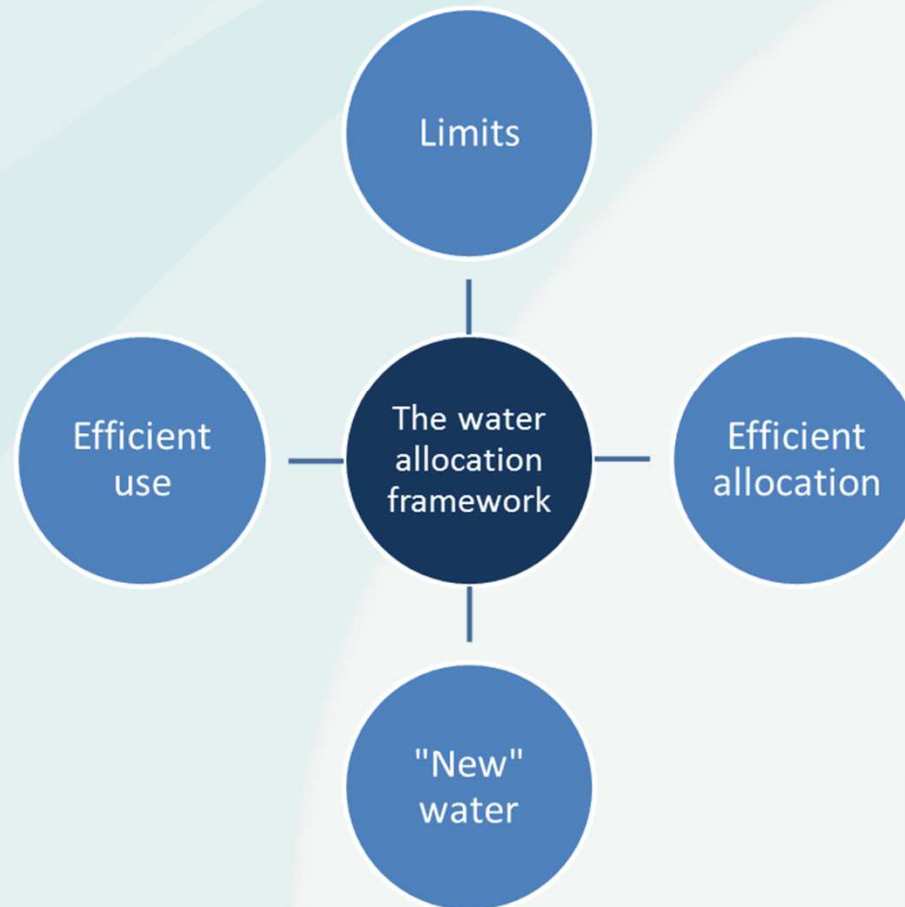 Limits
Efficient
use
The water
allocation
framework
Efficient
allocation
"New"
water